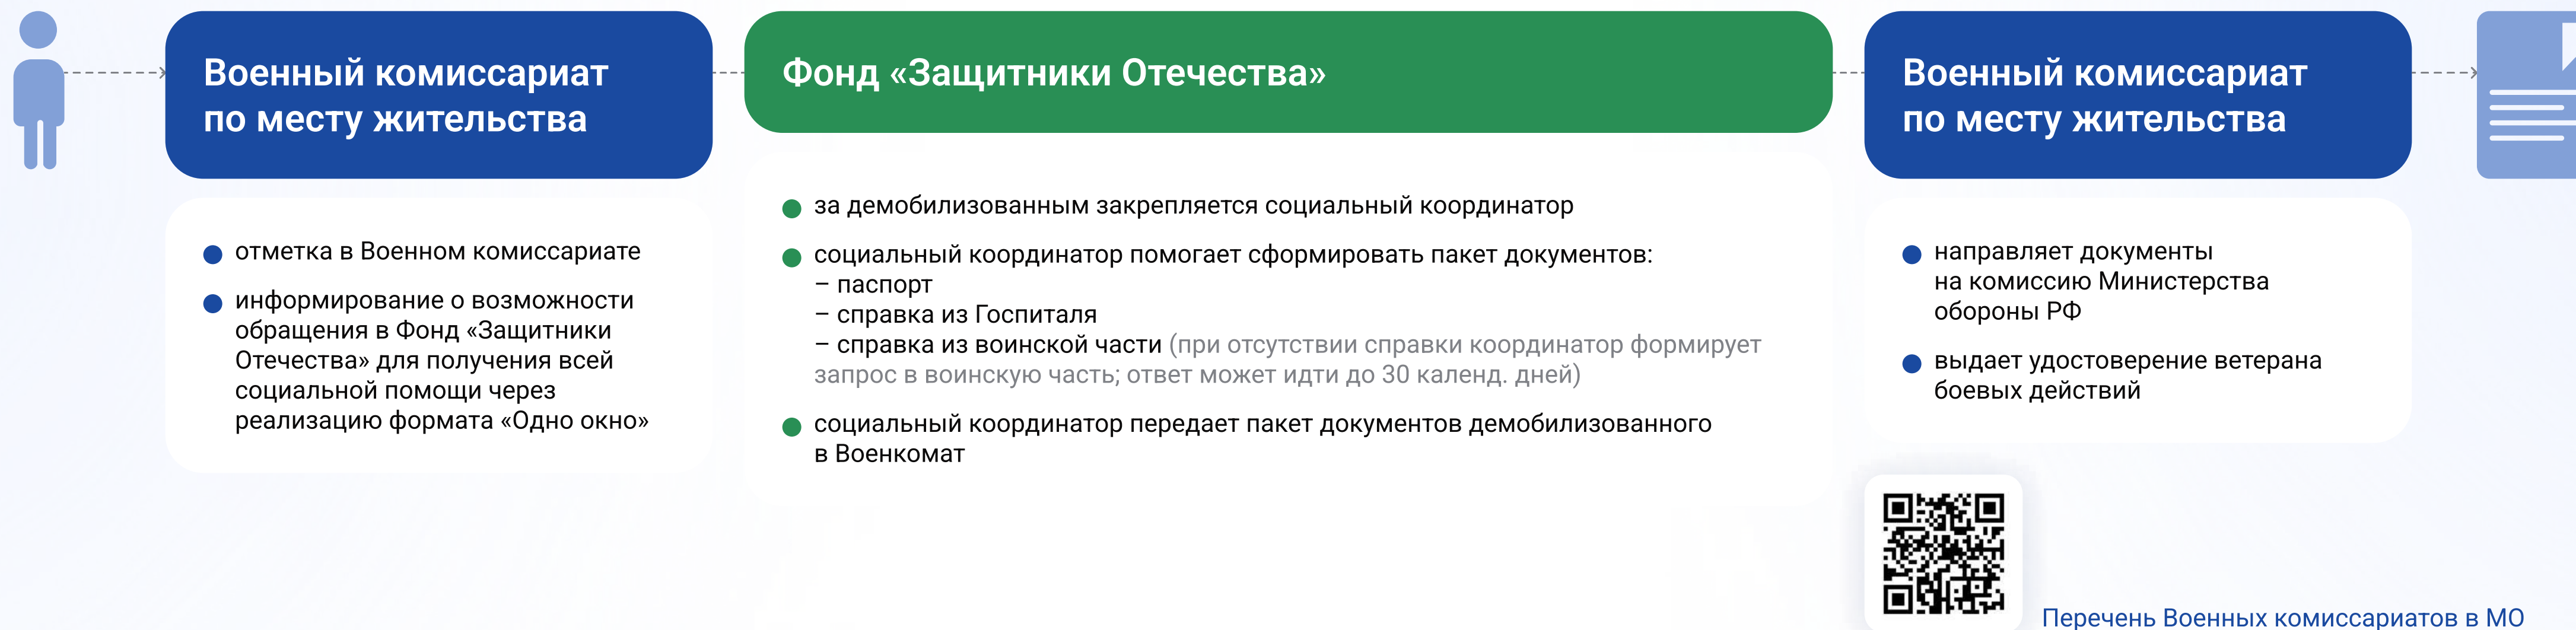 Военный комиссариат
по месту жительства
отметка в Военном комиссариате
информирование о возможности
обращения в Фонд «Защитники
Отечества» для получения всей
социальной помощи через
реализацию формата «Одно окно»
Фонд «Защитники Отечества»
за демобилизованным закрепляется социальный координатор
социальный координатор помогает сформировать пакет документов:
– паспорт
– справка из Госпиталя
– справка из воинской части (при отсутствии справки координатор формирует
запрос в воинскую часть; ответ может идти до 30 календ. дней)
социальный координатор передает пакет документов демобилизованного
в Военкомат
Военный комиссариат
по месту жительства
направляет документы
на комиссию Министерства
обороны РФ
выдает удостоверение ветерана
боевых действий
Перечень Военных комиссариатов в МО